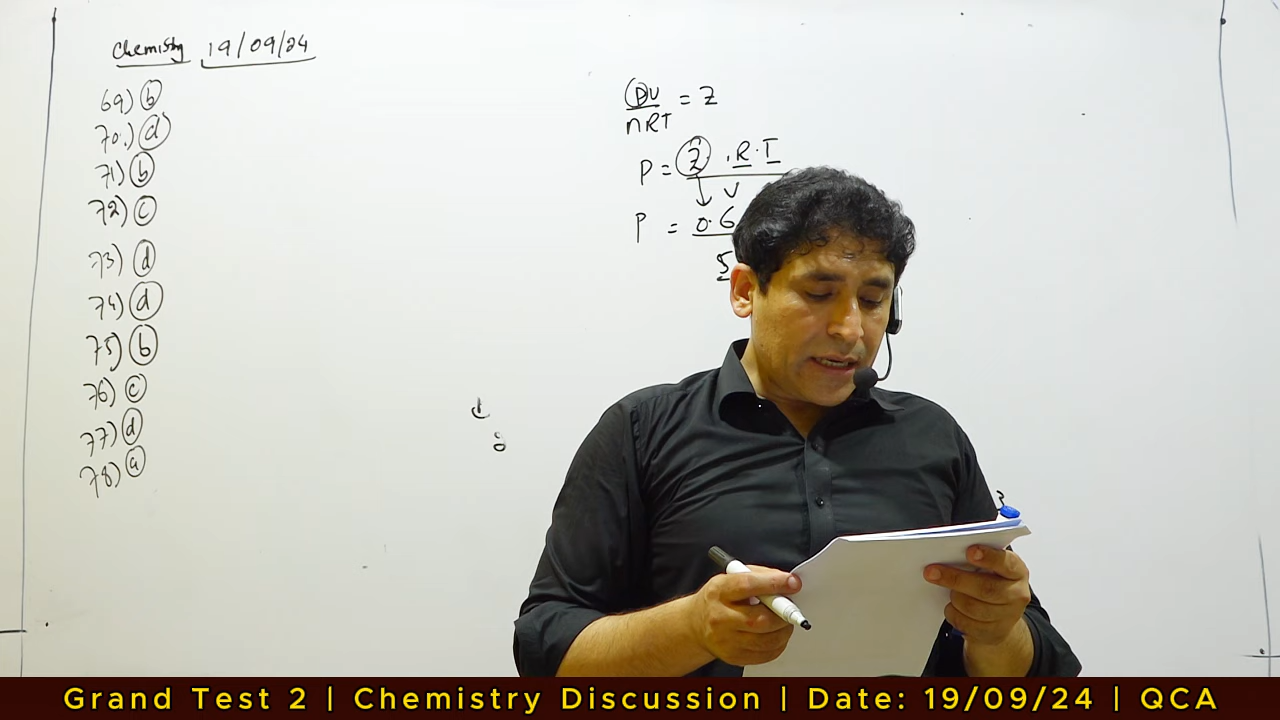 Chemistry 19/09/24
69) b
70.) d
71) b
72) c
73) d
74) d
75) b
76) c
77) d
78) a
PV
nRT = Z
P = Z . R . T
V
P = 0.6
5
Grand Test 2 | Chemistry Discussion | Date: 19/09/24 | QCA